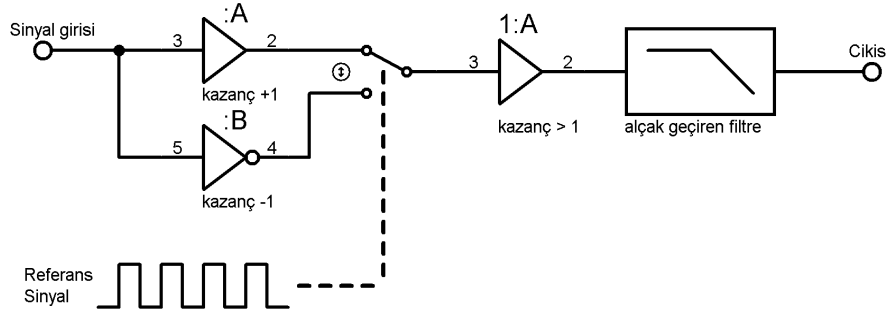 Sinyal girisi
:A
3
2
kazanç +1
:B
5
4
kazanç -1
1:A
3
2
kazanç > 1
alçak geçiren filtre
Cikis
Referans
Sinyal